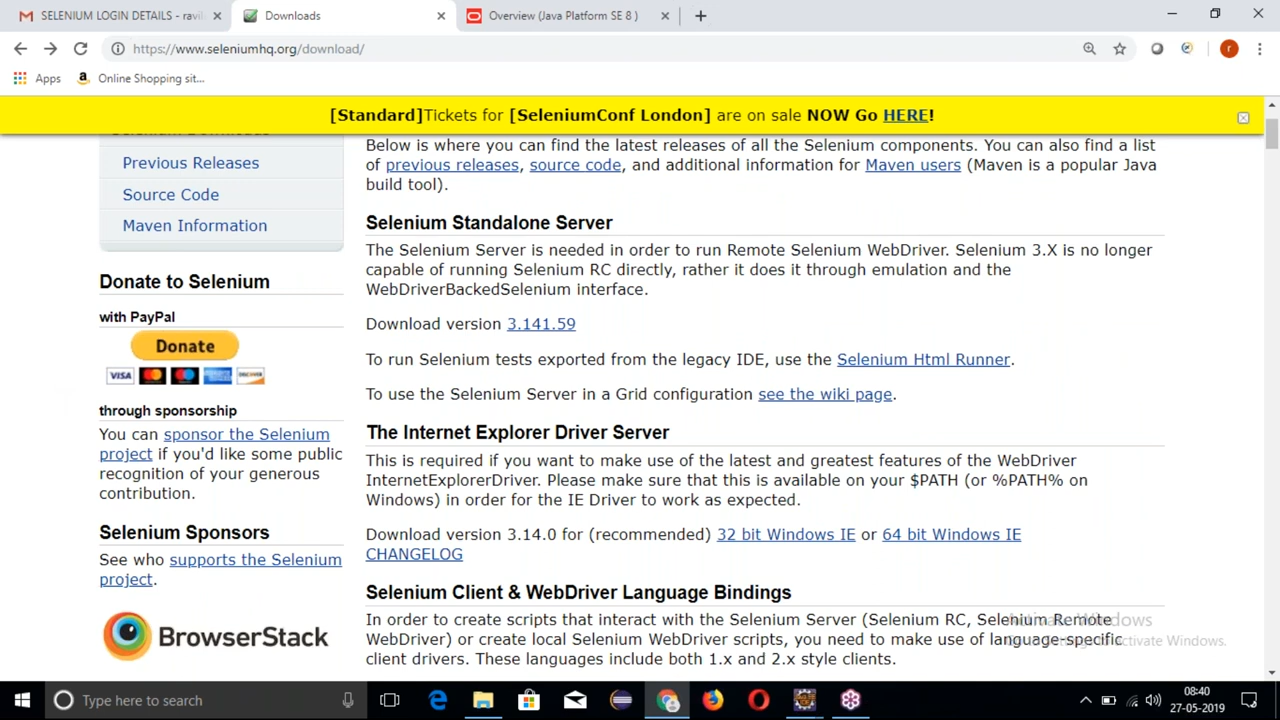 SELENIUM LOGIN DETAILS - ravil
Downloads
Overview (Java Platform SE 8 )
https://www.seleniumhq.org/download/
r
Apps
Online Shopping sit...
[Standard]Tickets for [SeleniumConf London] are on sale NOW Go HERE!
Selenium Downloads
Previous Releases
Source Code
Maven Information
Donate to Selenium
with PayPal
Donate
VISA
DISCOVER
through sponsorship
You can sponsor the Selenium
project if you'd like some public
recognition of your generous
contribution.
Selenium Sponsors
See who supports the Selenium
project.
BrowserStack
Below is where you can find the latest releases of all the Selenium components. You can also find a list
of previous releases, source code, and additional information for Maven users (Maven is a popular Java
build tool).
Selenium Standalone Server
The Selenium Server is needed in order to run Remote Selenium WebDriver. Selenium 3.X is no longer
capable of running Selenium RC directly, rather it does it through emulation and the
WebDriverBackedSelenium interface.
Download version 3.141.59
To run Selenium tests exported from the legacy IDE, use the Selenium Html Runner.
To use the Selenium Server in a Grid configuration see the wiki page.
The Internet Explorer Driver Server
This is required if you want to make use of the latest and greatest features of the WebDriver
InternetExplorerDriver. Please make sure that this is available on your $PATH (or %PATH% on
Windows) in order for the IE Driver to work as expected.
Download version 3.14.0 for (recommended) 32 bit Windows IE or 64 bit Windows IE
CHANGELOG
Selenium Client & WebDriver Language Bindings
In order to create scripts that interact with the Selenium Server (Selenium RC, Selenium Remote
WebDriver) or create local Selenium WebDriver scripts, you need to make use of language-specific
client drivers. These languages include both 1.x and 2.x style clients.
Activate Windows
Go to Settings to activate Windows.
Type here to search
08:40
27-05-2019